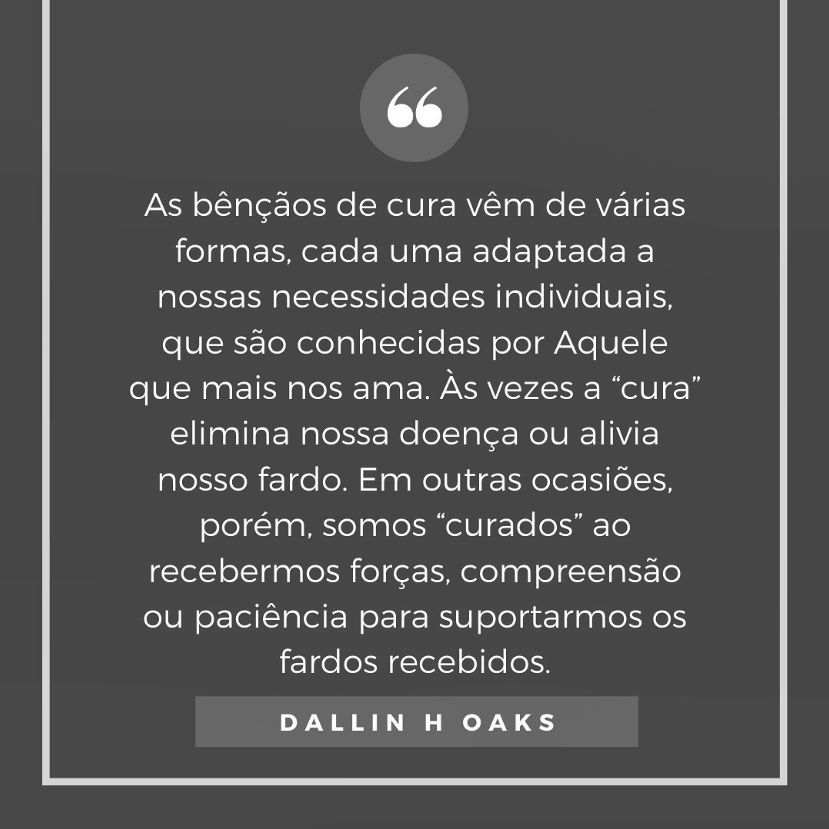 “
As bênçãos de cura vêm de várias
formas, cada uma adaptada a
nossas necessidades individuais,
que são conhecidas por Aquele
que mais nos ama. Às vezes a “cura”
elimina nossa doença ou alivia
nosso fardo. Em outras ocasiões,
porém, somos “curados” ao
recebermos forças, compreensão
ou paciência para suportarmos os
fardos recebidos.
DALLIN H OAKS